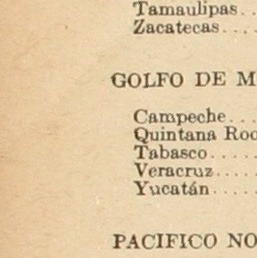 Tamaulipas..
Zacatecas....
GOLFO DE M
Campeche...
Quintana Roo
Tabasco.....
Veracruz.....
Yucatán.....
PACIFICO NO